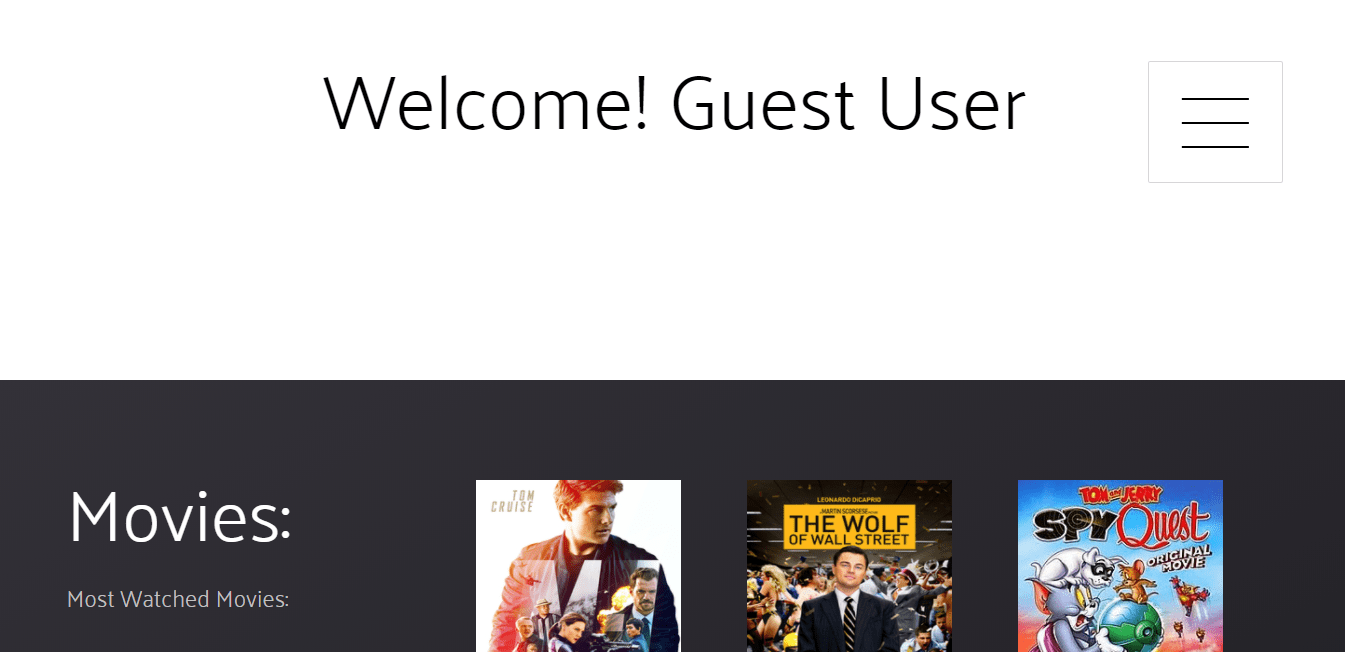 Welcome! Guest User
Movies:
Most Watched Movies:
TOM
CRUISE
LEONARDO DiCAPRIO
A MARTIN SCORSESE PICTURE
THE WOLF
OF WALL STREET
TOM and JERRY
SPY Quest
ORIGINAL
MOVIE